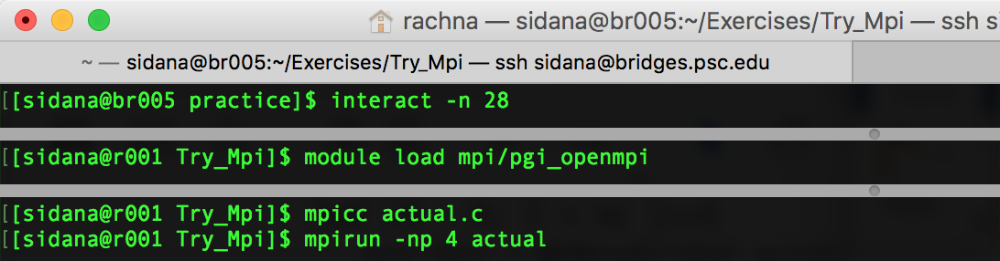 rachna — sidana@br005:~/Exercises/Try_Mpi — ssh s
~ — sidana@br005:~/Exercises/Try_Mpi — ssh sidana@bridges.psc.edu
[[sidana@br005 practice]$ interact -n 28
[[sidana@r001 Try_Mpi]$ module load mpi/pgi_openmpi
[[sidana@r001 Try_Mpi]$ mpicc actual.c
[[sidana@r001 Try_Mpi]$ mpirun -np 4 actual